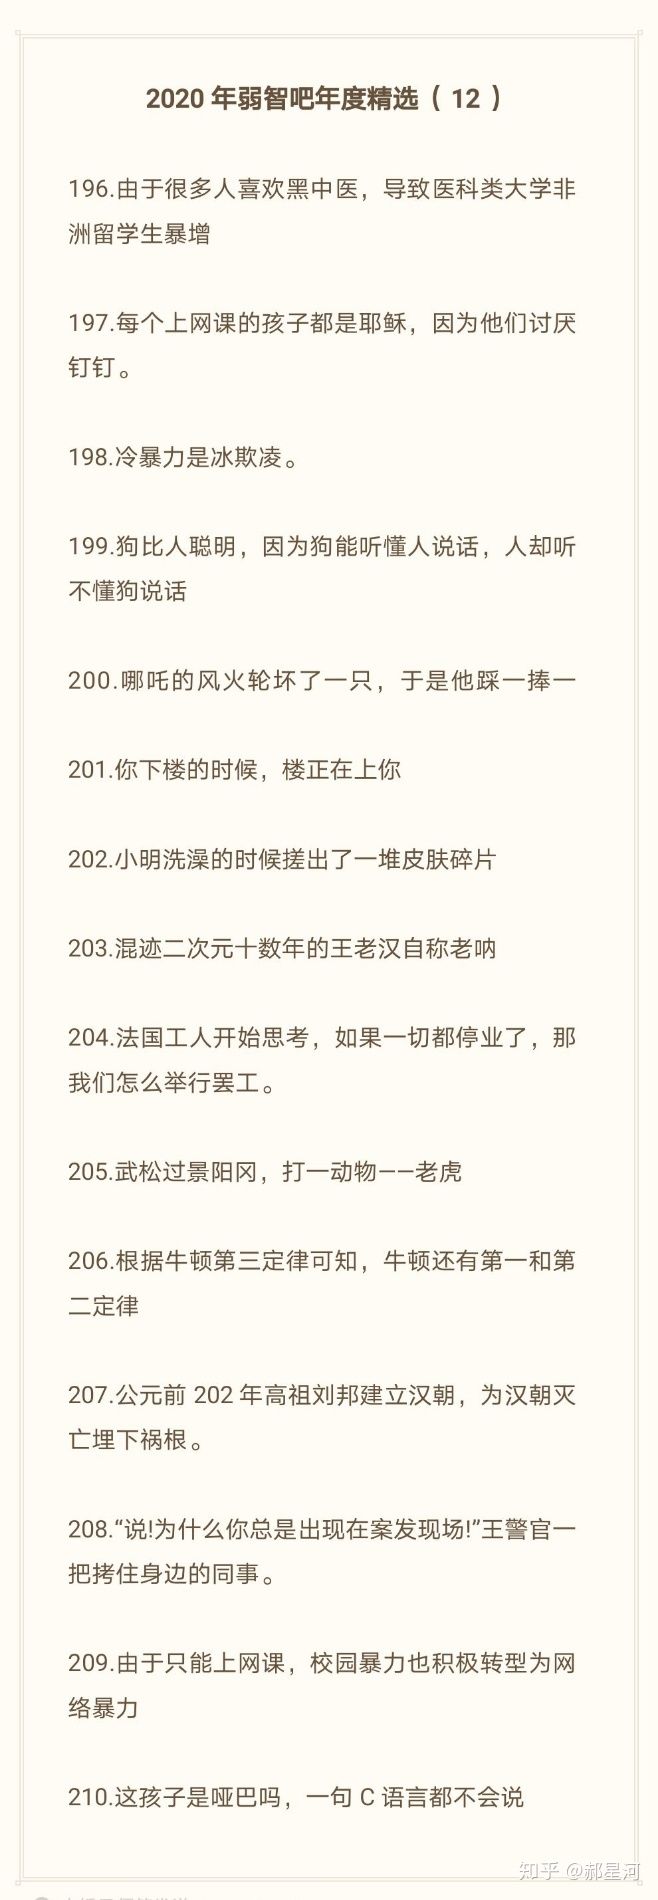 2020 年弱智吧年度精选（ 12 ）
196.由于很多人喜欢黑中医，导致医科类大学非
洲留学生暴增
197.每个上网课的孩子都是耶稣，因为他们讨厌
钉钉。
198.冷暴力是冰欺凌。
199.狗比人聪明，因为狗能听懂人说话，人却听
不懂狗说话
200.哪吒的风火轮坏了一只，于是他踩一捧一
201.你下楼的时候，楼正在上你
202.小明洗澡的时候搓出了一堆皮肤碎片
203.混迹二次元十数年的王老汉自称老呐
204.法国工人开始思考，如果一切都停业了，那
我们怎么举行罢工。
205.武松过景阳冈，打一动物——老虎
206.根据牛顿第三定律可知，牛顿还有第一和第
二定律
207.公元前 202 年高祖刘邦建立汉朝，为汉朝灭
亡埋下祸根。
208.“说!为什么你总是出现在案发现场!”王警官一
把拷住身边的同事。
209.由于只能上网课，校园暴力也积极转型为网
络暴力
210.这孩子是哑巴吗，一句 C 语言都不会说
知乎 @郝星河